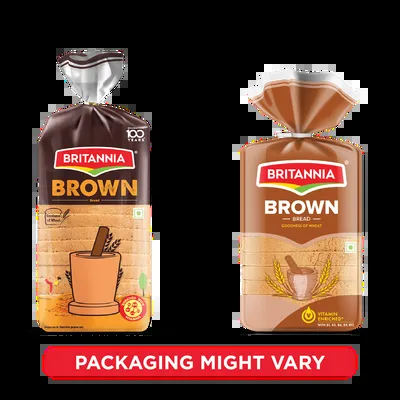 100
YEARS
BRITANNIA
BROWN
Bread
BRITANNIA
BROWN
BREAD
GOODNESS OF WHEAT
VITAMIN
ENRICHED*
PACKAGING MIGHT VARY